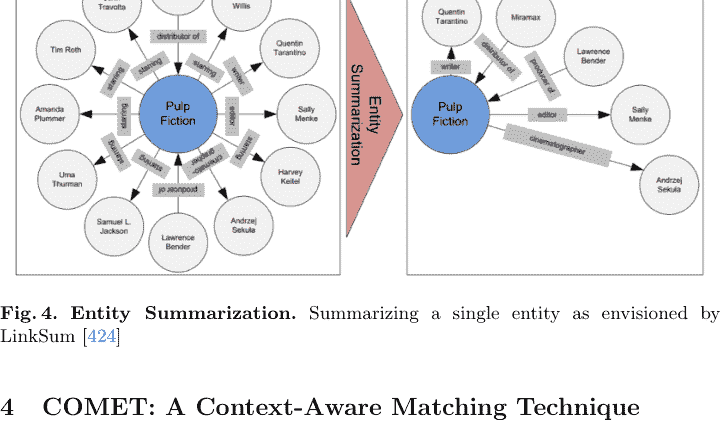 Travolta
Willis
distributor of
Tim Roth
starring
starring
starring
writer
Quentin
Tarantino
Amanda
Plummer
starring
Pulp
Fiction
editor
Sally
Menke
Uma
Thurman
starring
starring
cinemato-
grapher
starring
Harvey
Keitel
producer of
Samuel L.
Jackson
Lawrence
Bender
Andrzej
Sekula
Entity
Summarization
Quentin
Tarantino
Miramax
writer
distributor of
producer of
Lawrence
Bender
Pulp
Fiction
editor
Sally
Menke
cinematographer
Andrzej
Sekula
Fig. 4. Entity Summarization. Summarizing a single entity as envisioned by
LinkSum [424]
4 COMET: A Context-Aware Matching Technique